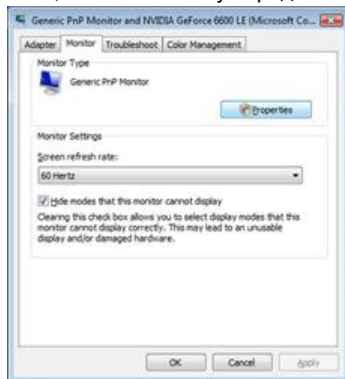 Generic PnP Monitor and NVIDIA GeForce 6600 LE (Microsoft Co...
Adapter Monitor Troubleshoot Color Management
Monitor Type
Generic PnP Monitor
Properties
Monitor Settings
Screen refresh rate:
60 Hertz
Hide modes that this monitor cannot display
Clearing this check box allows you to select display modes that this
monitor cannot display correctly. This may lead to an unusable
display and/or damaged hardware.
OK Cancel Apply